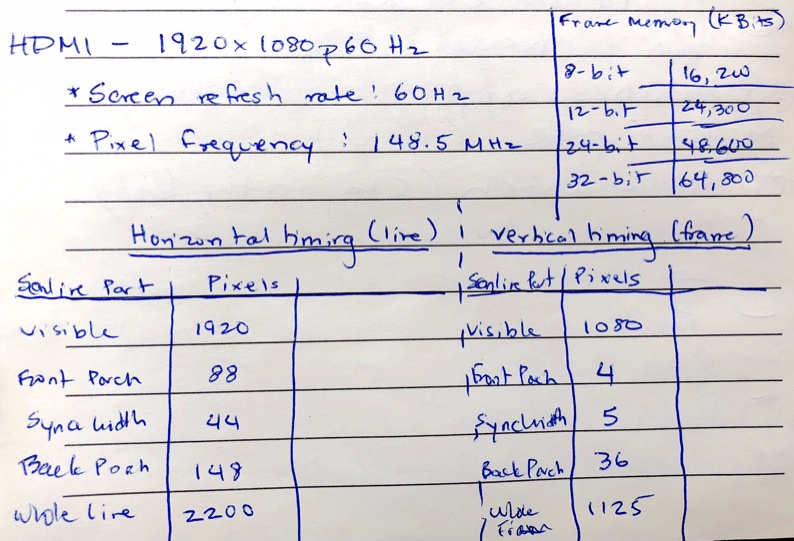 HDMI - 1920x1080p60Hz
* Screen refresh rate: 60Hz
* Pixel frequency: 148.5 MHz
Frame Memory (KBits)
8-bit 16,200
12-bit 24,300
24-bit 48,600
32-bit 64,800
Horizontal timing (line)
Scanline Part Pixels
Visible 1920
Front Porch 88
Sync width 44
Back Porch 148
Whole line 2200
Vertical timing (frame)
Scanline Part Pixels
Visible 1080
Front Porch 4
Sync width 5
Back Porch 36
Whole Frame 1125